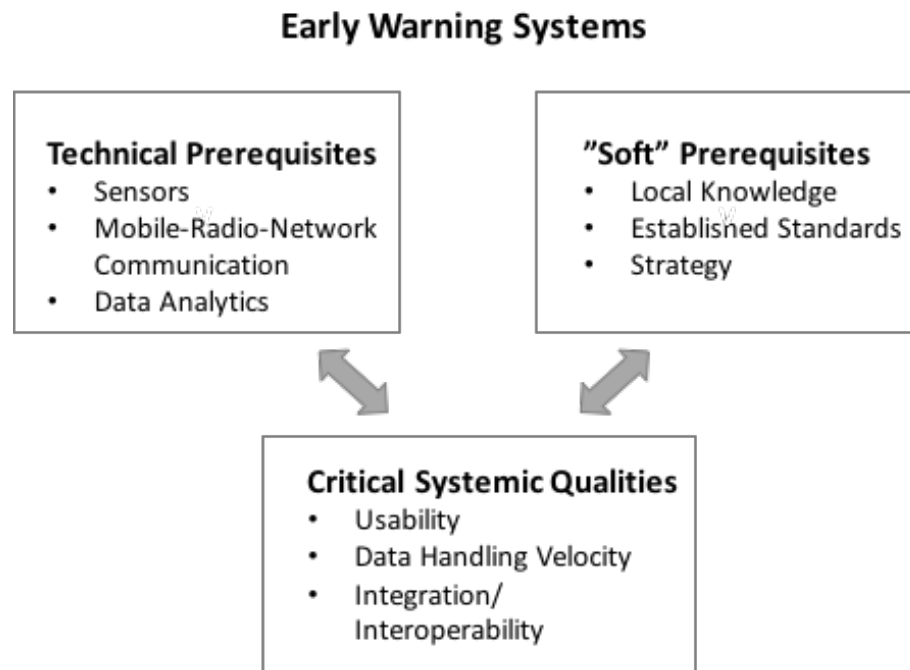 Early Warning Systems
Technical Prerequisites
• Sensors
• Mobile-Radio-Network
Communication
• Data Analytics
”Soft” Prerequisites
• Local Knowledge
• Established Standards
• Strategy
Critical Systemic Qualities
• Usability
• Data Handling Velocity
• Integration/
Interoperability